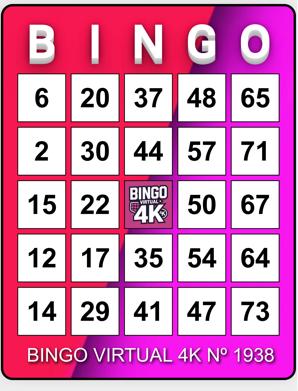 B I N G O
6 20 37 48 65
2 30 44 57 71
15 22 BINGO VIRTUAL 4K 50 67
12 17 35 54 64
14 29 41 47 73
BINGO VIRTUAL 4K Nº 1938